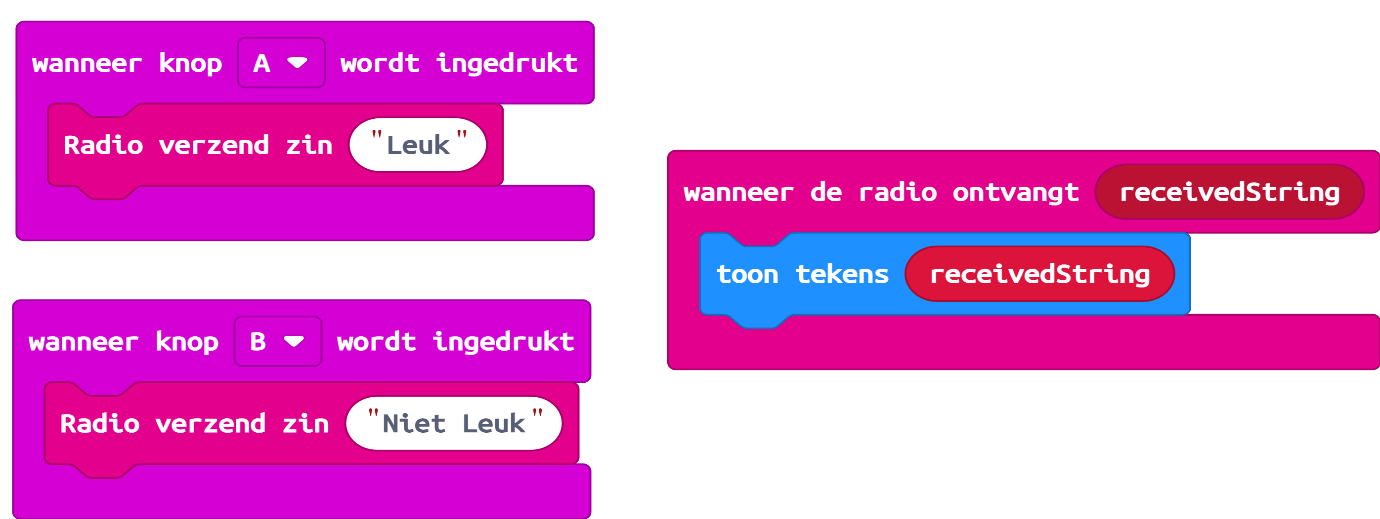 wanneer knop A wordt ingedrukt
Radio verzend zin "Leuk"
wanneer knop B wordt ingedrukt
Radio verzend zin "Niet Leuk"
wanneer de radio ontvangt receivedString
toon tekens receivedString